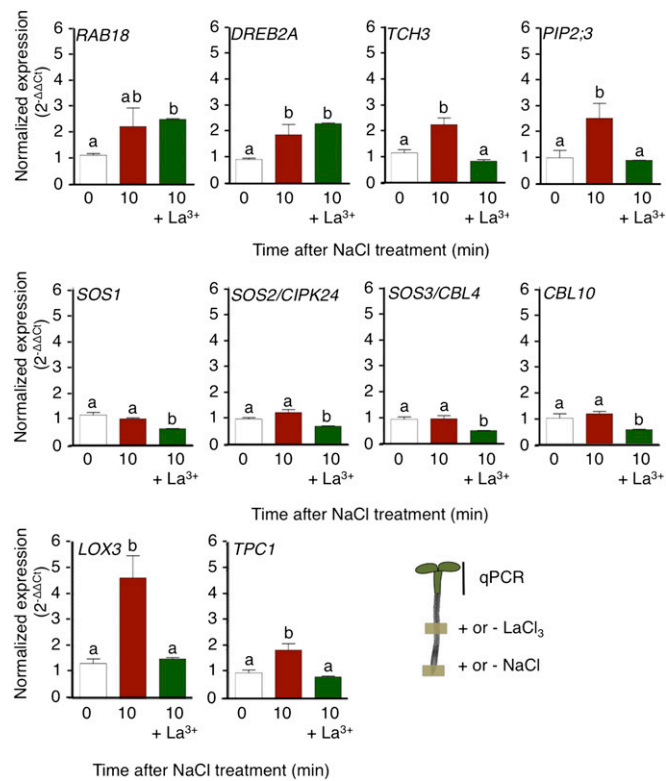 RAB18
DREB2A
TCH3
PIP2;3
Normalized expression
(2-ΔΔCt)
6
5
4
3
2
1
0
a
ab
b
0
10
10
+ La³⁺
6
5
4
3
2
1
0
a
b
b
0
10
10
+ La³⁺
6
5
4
3
2
1
0
a
b
a
0
10
10
+ La³⁺
6
5
4
3
2
1
0
a
b
a
0
10
10
+ La³⁺
Time after NaCl treatment (min)
SOS1
SOS2/CIPK24
SOS3/CBL4
CBL10
Normalized expression
(2-ΔΔCt)
6
5
4
3
2
1
0
a
a
b
0
10
10
+ La³⁺
6
5
4
3
2
1
0
a
a
b
0
10
10
+ La³⁺
6
5
4
3
2
1
0
a
a
b
0
10
10
+ La³⁺
6
5
4
3
2
1
0
a
a
b
0
10
10
+ La³⁺
Time after NaCl treatment (min)
LOX3
TPC1
Normalized expression
(2-ΔΔCt)
6
5
4
3
2
1
0
a
b
a
0
10
10
+ La³⁺
6
5
4
3
2
1
0
a
b
a
0
10
10
+ La³⁺
Time after NaCl treatment (min)
qPCR
+ or - LaCl₃
+ or - NaCl